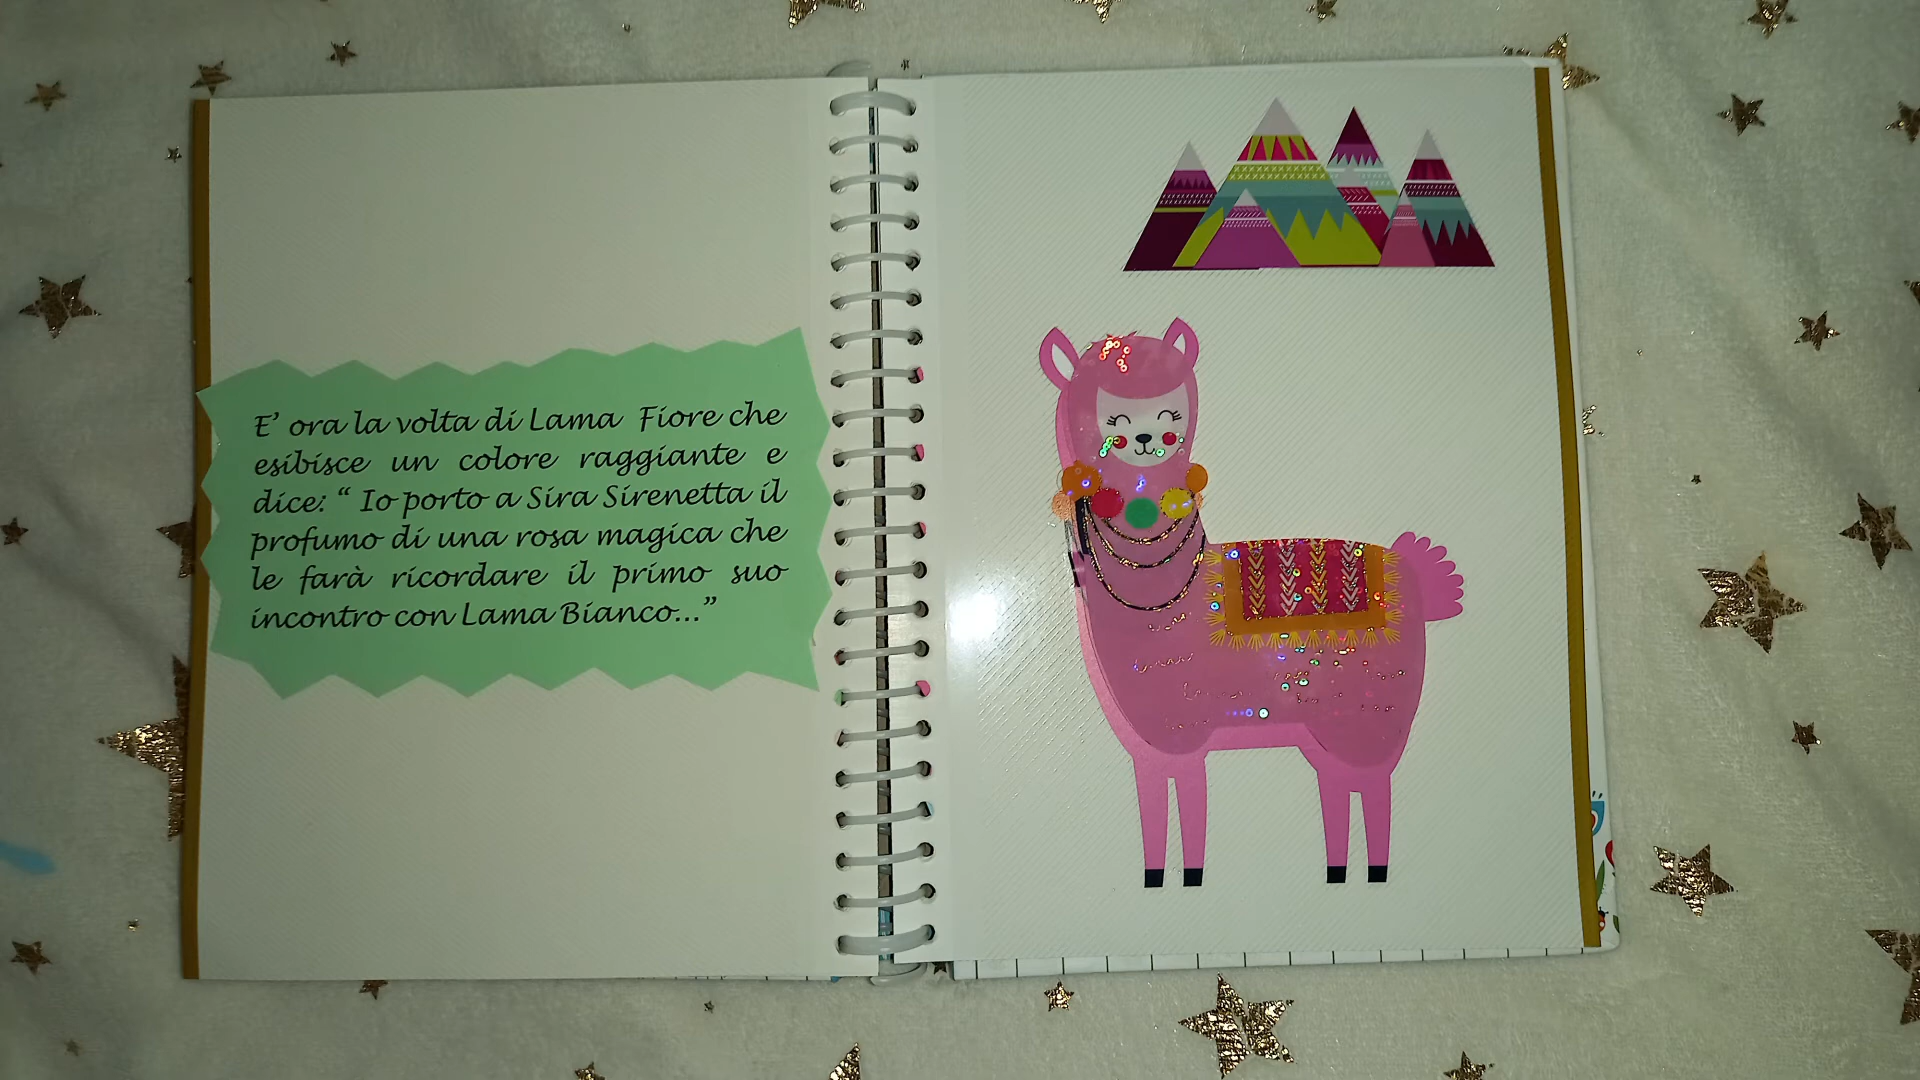 E' ora la volta di Lama Fiore che
esibisce un colore raggiante e
dice: “ Io porto a Sira Sirenetta il
profumo di una rosa magica che
le farà ricordare il primo suo
incontro con Lama Bianco...”